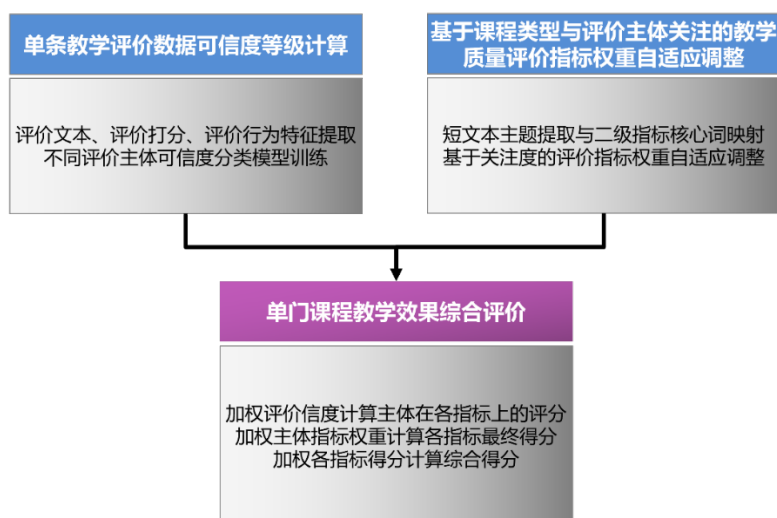 单条教学评价数据可信度等级计算
评价文本、评价打分、评价行为特征提取
不同评价主体可信度分类模型训练
基于课程类型与评价主体关注的教学
质量评价指标权重自适应调整
短文本主题提取与二级指标核心词映射
基于关注度的评价指标权重自适应调整
单门课程教学效果综合评价
加权评价信度计算主体在各指标上的评分
加权主体指标权重计算各指标最终得分
加权各指标得分计算综合得分